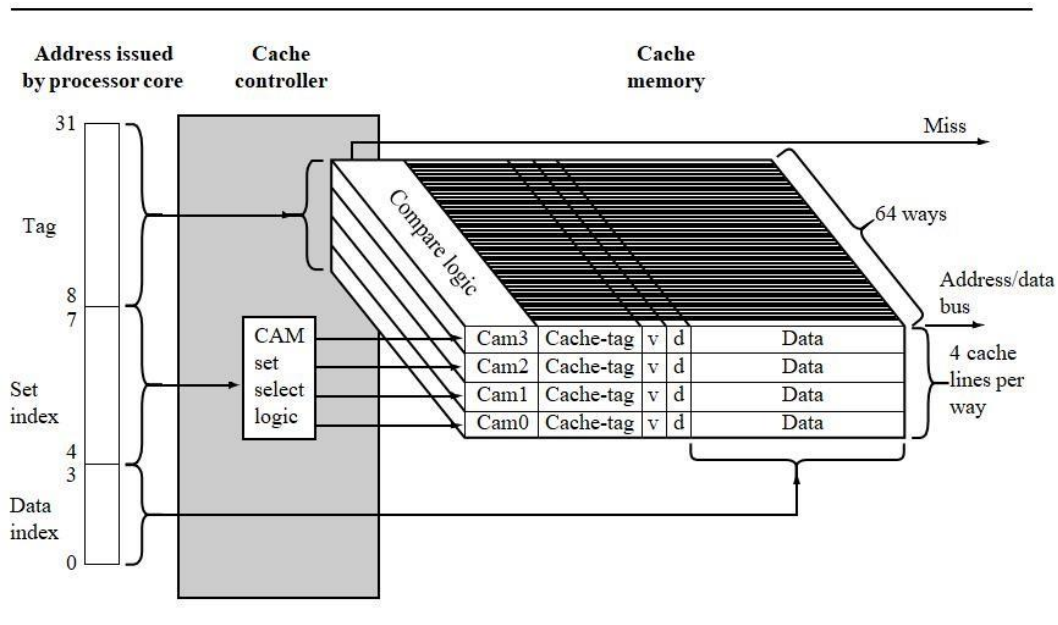 Address issued
by processor core
Cache
controller
Cache
memory
31
Tag
8
7
Set
index
4
3
Data
index
0
CAM
set
select
logic
Compare logic
Miss
64 ways
Address/data
bus
Cam3 Cache-tag v d Data
Cam2 Cache-tag v d Data
Cam1 Cache-tag v d Data
Cam0 Cache-tag v d Data
4 cache
lines per
way